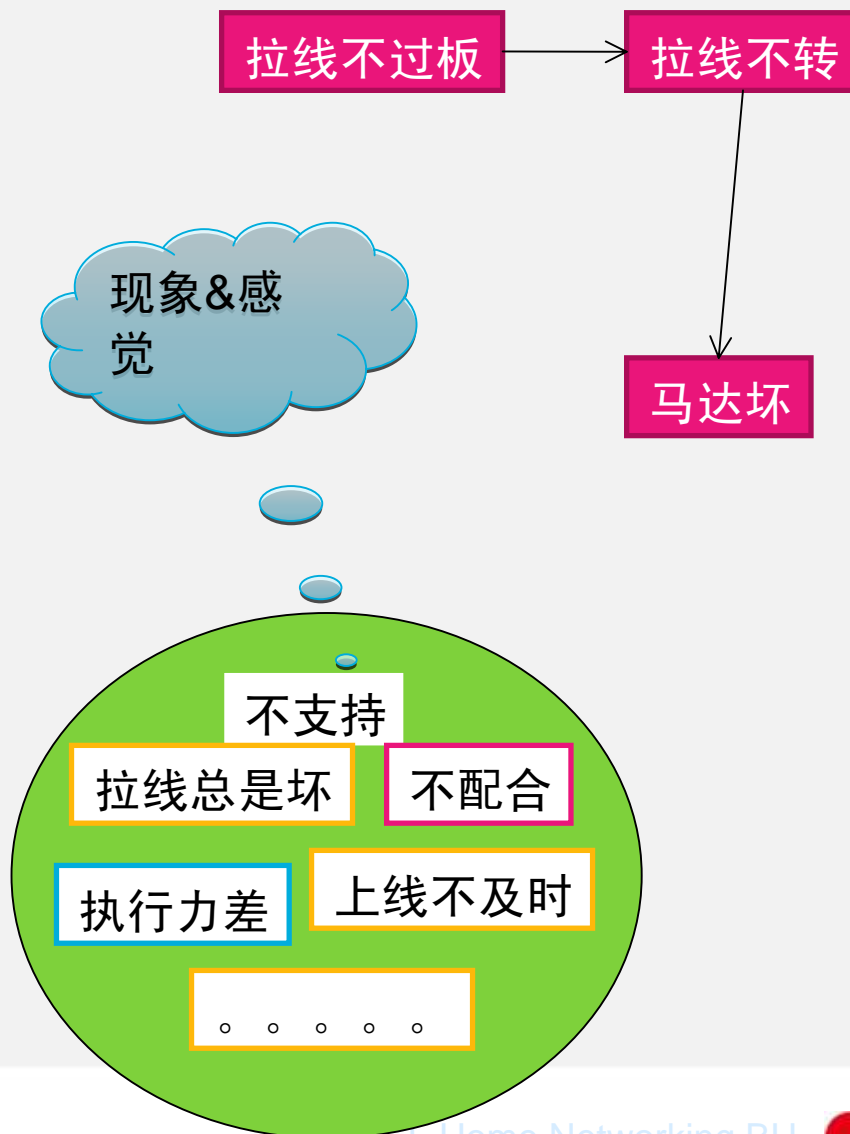 拉线不过板
拉线不转
现象&感
觉
马达坏
不支持
拉线总是坏
不配合
执行力差
上线不及时
。。。。。
Home Networking BU